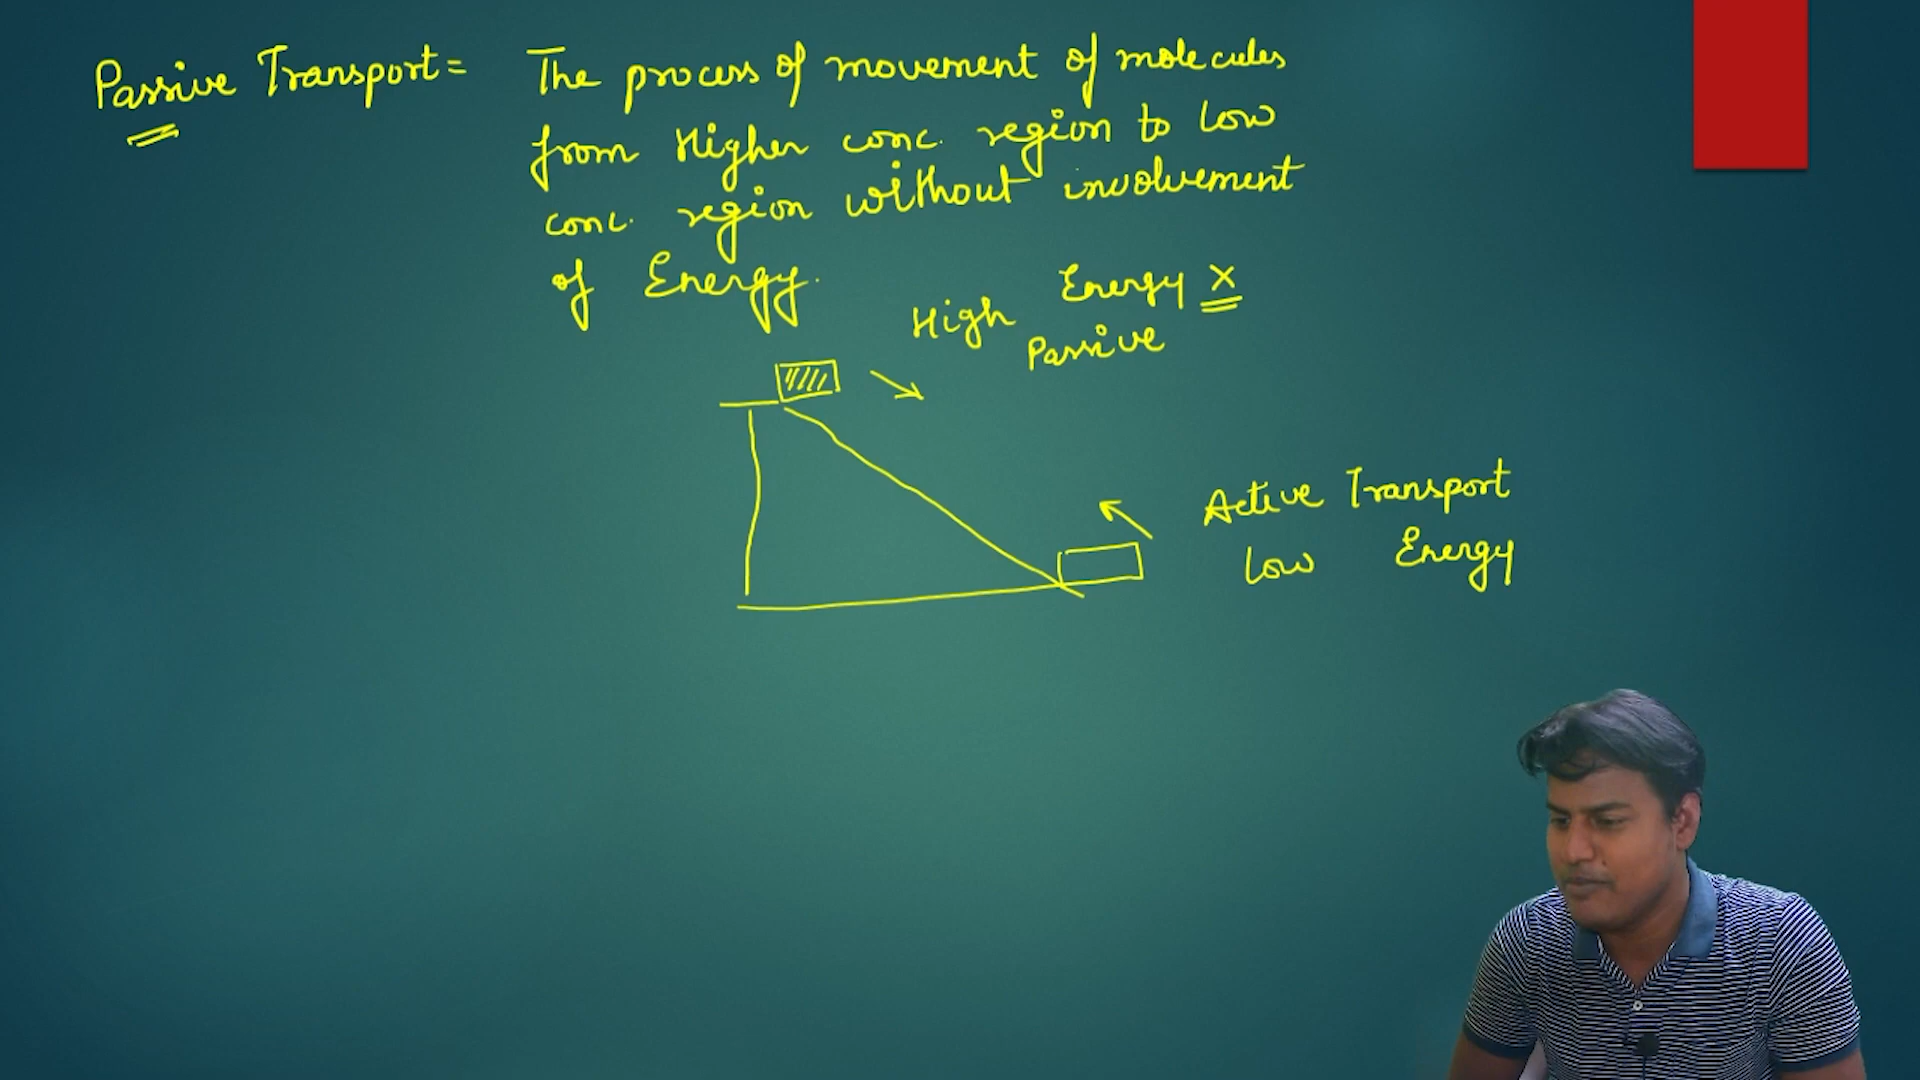 Passive Transport = The process of movement of molecules
from Higher conc. region to Low
conc. region without involvement
of Energy.
High Energy X
Passive
Active Transport
Low Energy